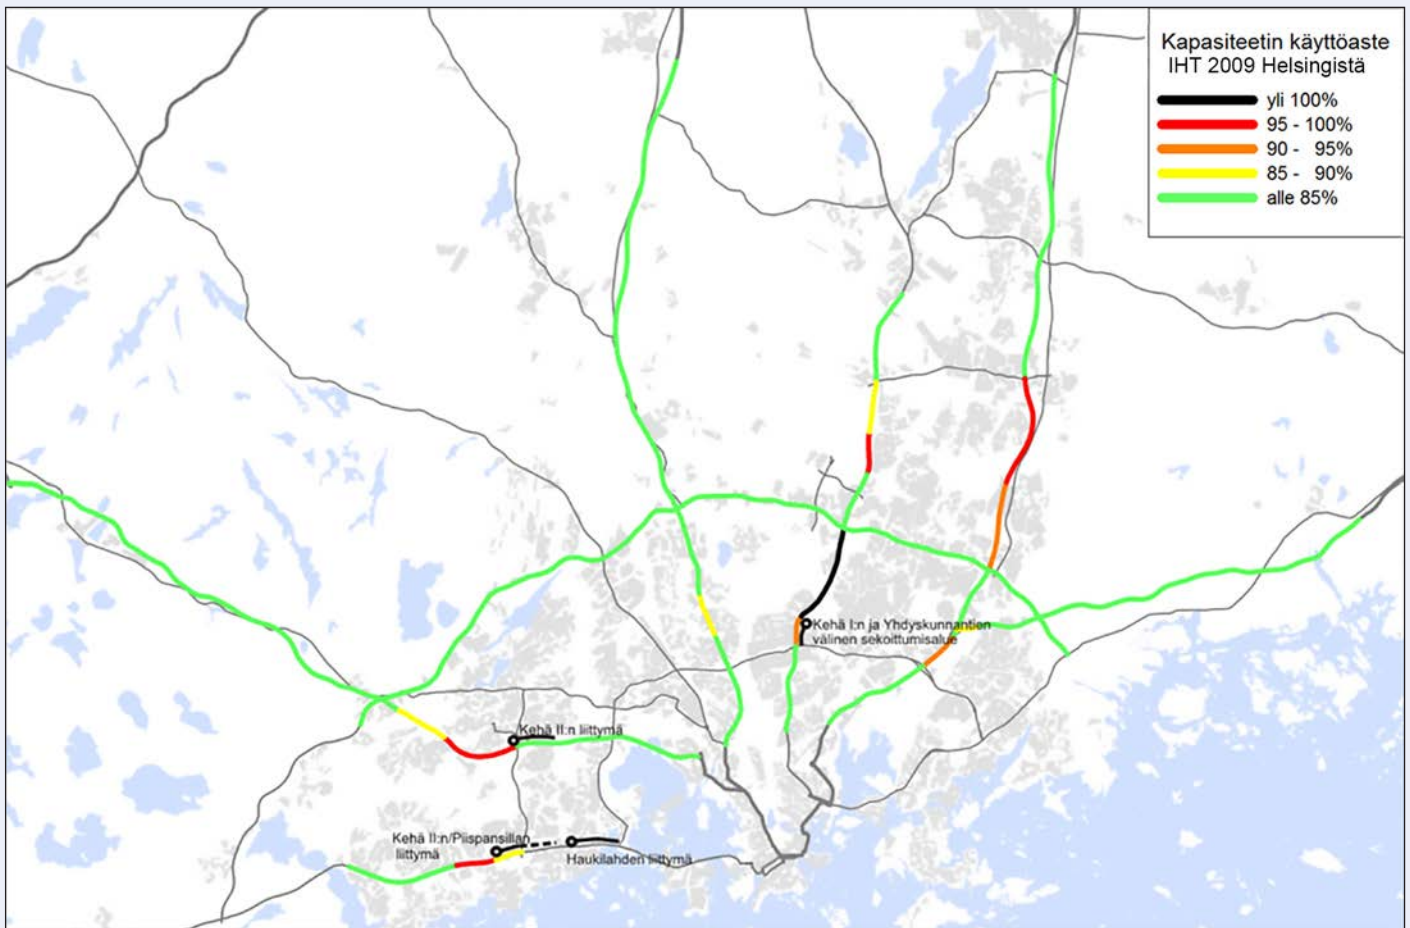 Kapasiteetin käyttöaste
IHT 2009 Helsingistä
yli 100%
95 - 100%
90 - 95%
85 - 90%
alle 85%
Kehä I:n ja Yhdyskunnantien
välinen sekoittumisalue
Kehä II:n liittymä
Kehä II:n/Piispansillan
liittymä
Haukilahden liittymä